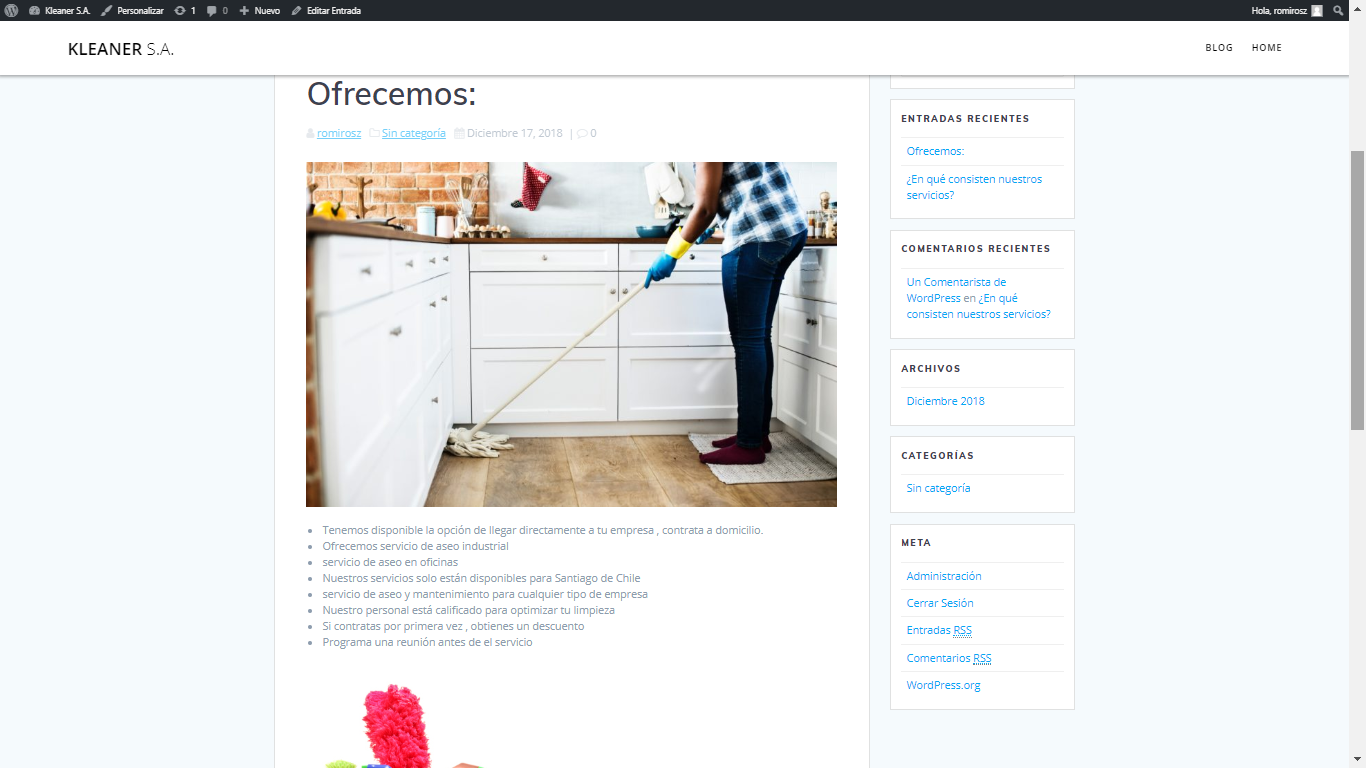 Kleaner S.A. Personalizar 1 0 Nuevo Editar Entrada Hola, romirosz
KLEANER S.A. BLOG HOME
Ofrecemos:
romirosz Sin categoría Diciembre 17, 2018 | 0
Tenemos disponible la opción de llegar directamente a tu empresa , contrata a domicilio.
Ofrecemos servicio de aseo industrial
servicio de aseo en oficinas
Nuestros servicios solo están disponibles para Santiago de Chile
servicio de aseo y mantenimiento para cualquier tipo de empresa
Nuestro personal está calificado para optimizar tu limpieza
Si contratas por primera vez , obtienes un descuento
Programa una reunión antes de el servicio
ENTRADAS RECIENTES
Ofrecemos:
¿En qué consisten nuestros
servicios?
COMENTARIOS RECIENTES
Un Comentarista de
WordPress en ¿En qué
consisten nuestros servicios?
ARCHIVOS
Diciembre 2018
CATEGORÍAS
Sin categoría
META
Administración
Cerrar Sesión
Entradas RSS
Comentarios RSS
WordPress.org